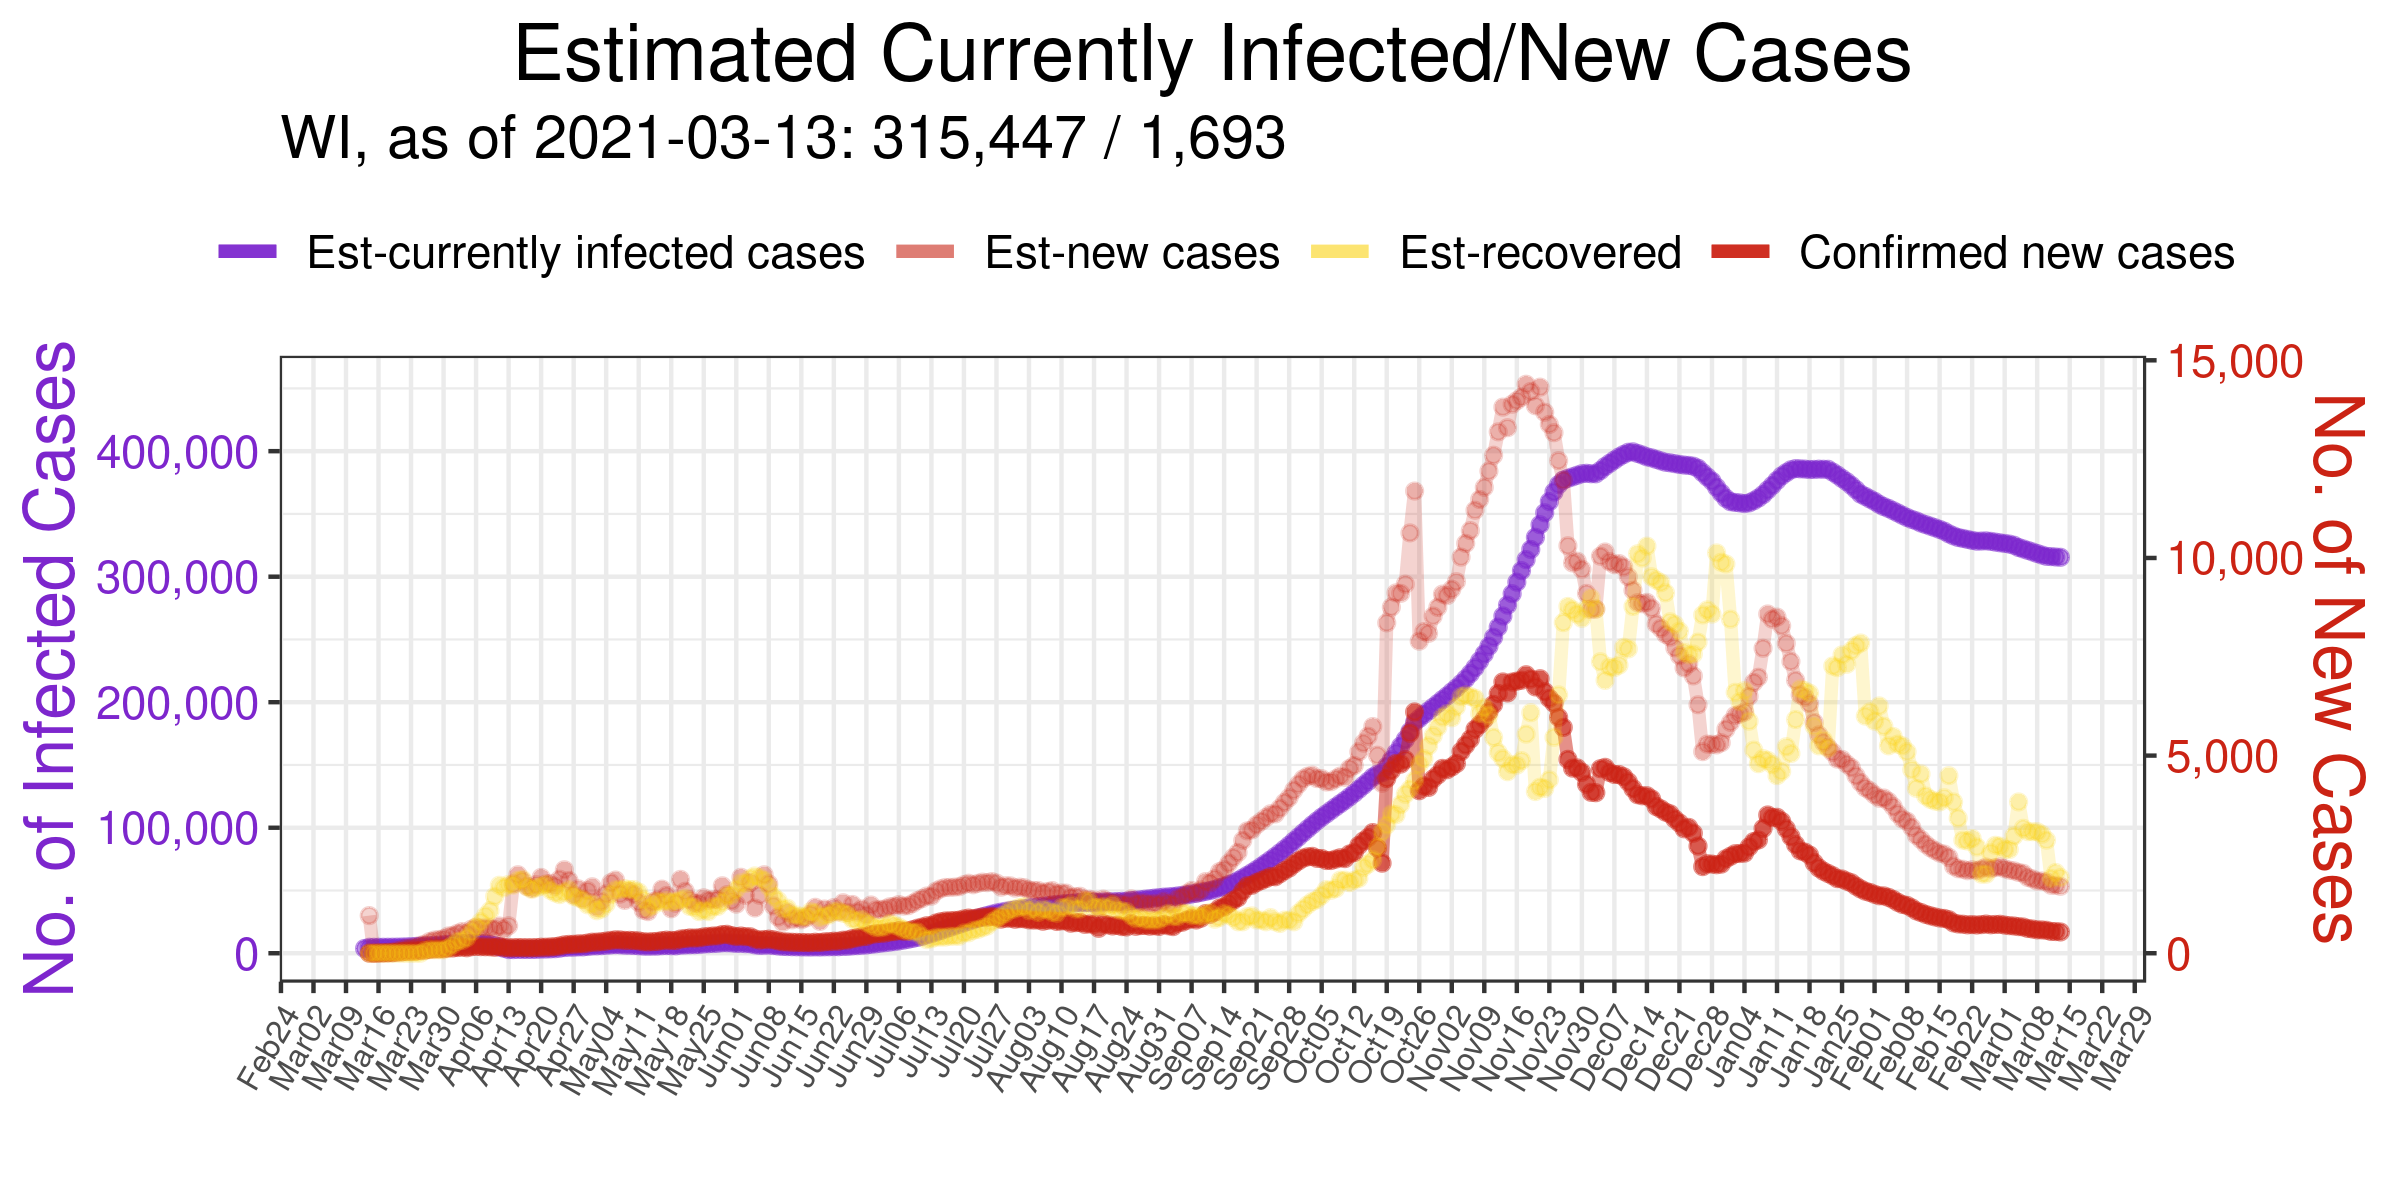 Estimated Currently Infected/New Cases
WI, as of 2021-03-13: 315,447 / 1,693
Est-currently infected cases Est-new cases Est-recovered Confirmed new cases
No. of Infected Cases
400,000
300,000
200,000
100,000
0
15,000
10,000
5,000
0
No. of New Cases
Feb24 Mar02 Mar09 Mar16 Mar23 Mar30 Apr06 Apr13 Apr20 Apr27 May04 May11 May18 May25 Jun01 Jun08 Jun15 Jun22 Jun29 Jul06 Jul13 Jul20 Jul27 Aug03 Aug10 Aug17 Aug24 Aug31 Sep07 Sep14 Sep21 Sep28 Oct05 Oct12 Oct19 Oct26 Nov02 Nov09 Nov16 Nov23 Nov30 Dec07 Dec14 Dec21 Dec28 Jan04 Jan11 Jan18 Jan25 Feb01 Feb08 Feb15 Feb22 Mar01 Mar08 Mar15 Mar22 Mar29